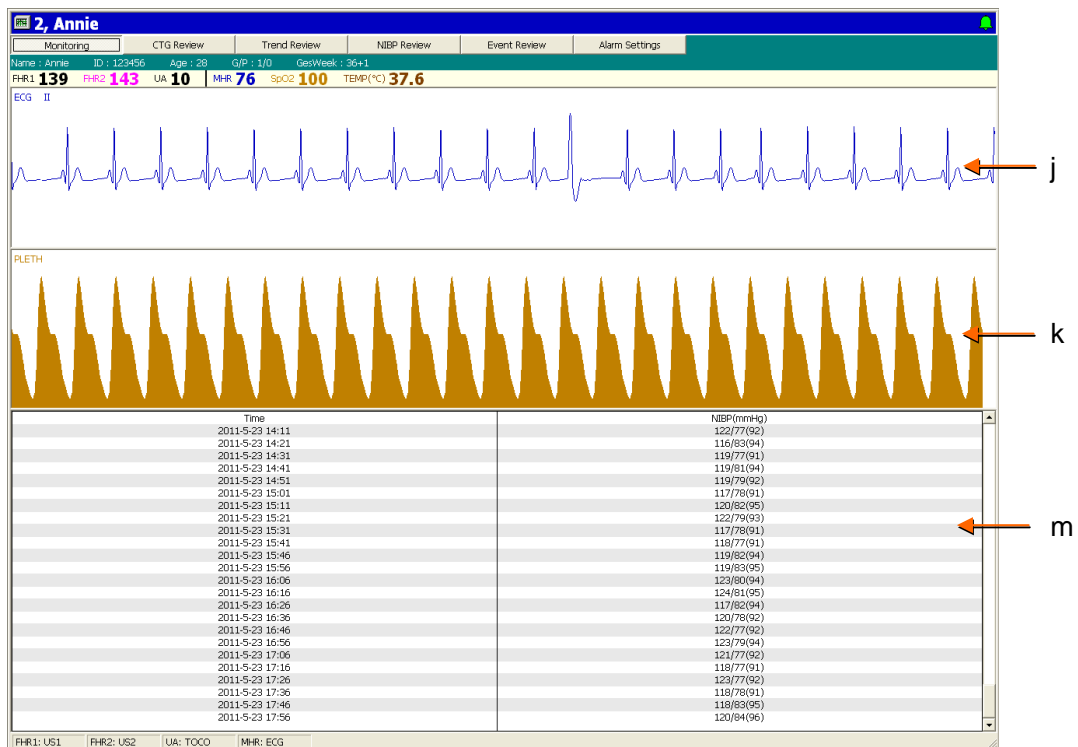 2, Annie
Monitoring CTG Review Trend Review NIBP Review Event Review Alarm Settings
Name : Annie ID : 123456 Age : 28 G/P : 1/0 GesWeek : 36+1
FHR1 139 FHR2 143 UA 10 MHR 76 SpO2 100 TEMP(°C) 37.6
ECG II
j
PLETH
k
Time NIBP(mmHg)
2011-5-23 14:11 122/77(92)
2011-5-23 14:21 116/83(94)
2011-5-23 14:31 119/77(91)
2011-5-23 14:41 119/81(94)
2011-5-23 14:51 119/79(92)
2011-5-23 15:01 117/78(91)
2011-5-23 15:11 120/82(95)
2011-5-23 15:21 122/79(93)
2011-5-23 15:31 117/78(91)
m
2011-5-23 15:41 118/77(91)
2011-5-23 15:46 119/82(94)
2011-5-23 15:56 119/83(95)
2011-5-23 16:06 123/80(94)
2011-5-23 16:16 124/81(95)
2011-5-23 16:26 117/82(94)
2011-5-23 16:36 120/78(92)
2011-5-23 16:46 122/77(92)
2011-5-23 16:56 123/79(94)
2011-5-23 17:06 121/77(92)
2011-5-23 17:16 118/77(91)
2011-5-23 17:26 123/77(92)
2011-5-23 17:36 118/78(91)
2011-5-23 17:46 118/83(95)
2011-5-23 17:56 120/84(96)
FHR1: US1 FHR2: US2 UA: TOCO MHR: ECG